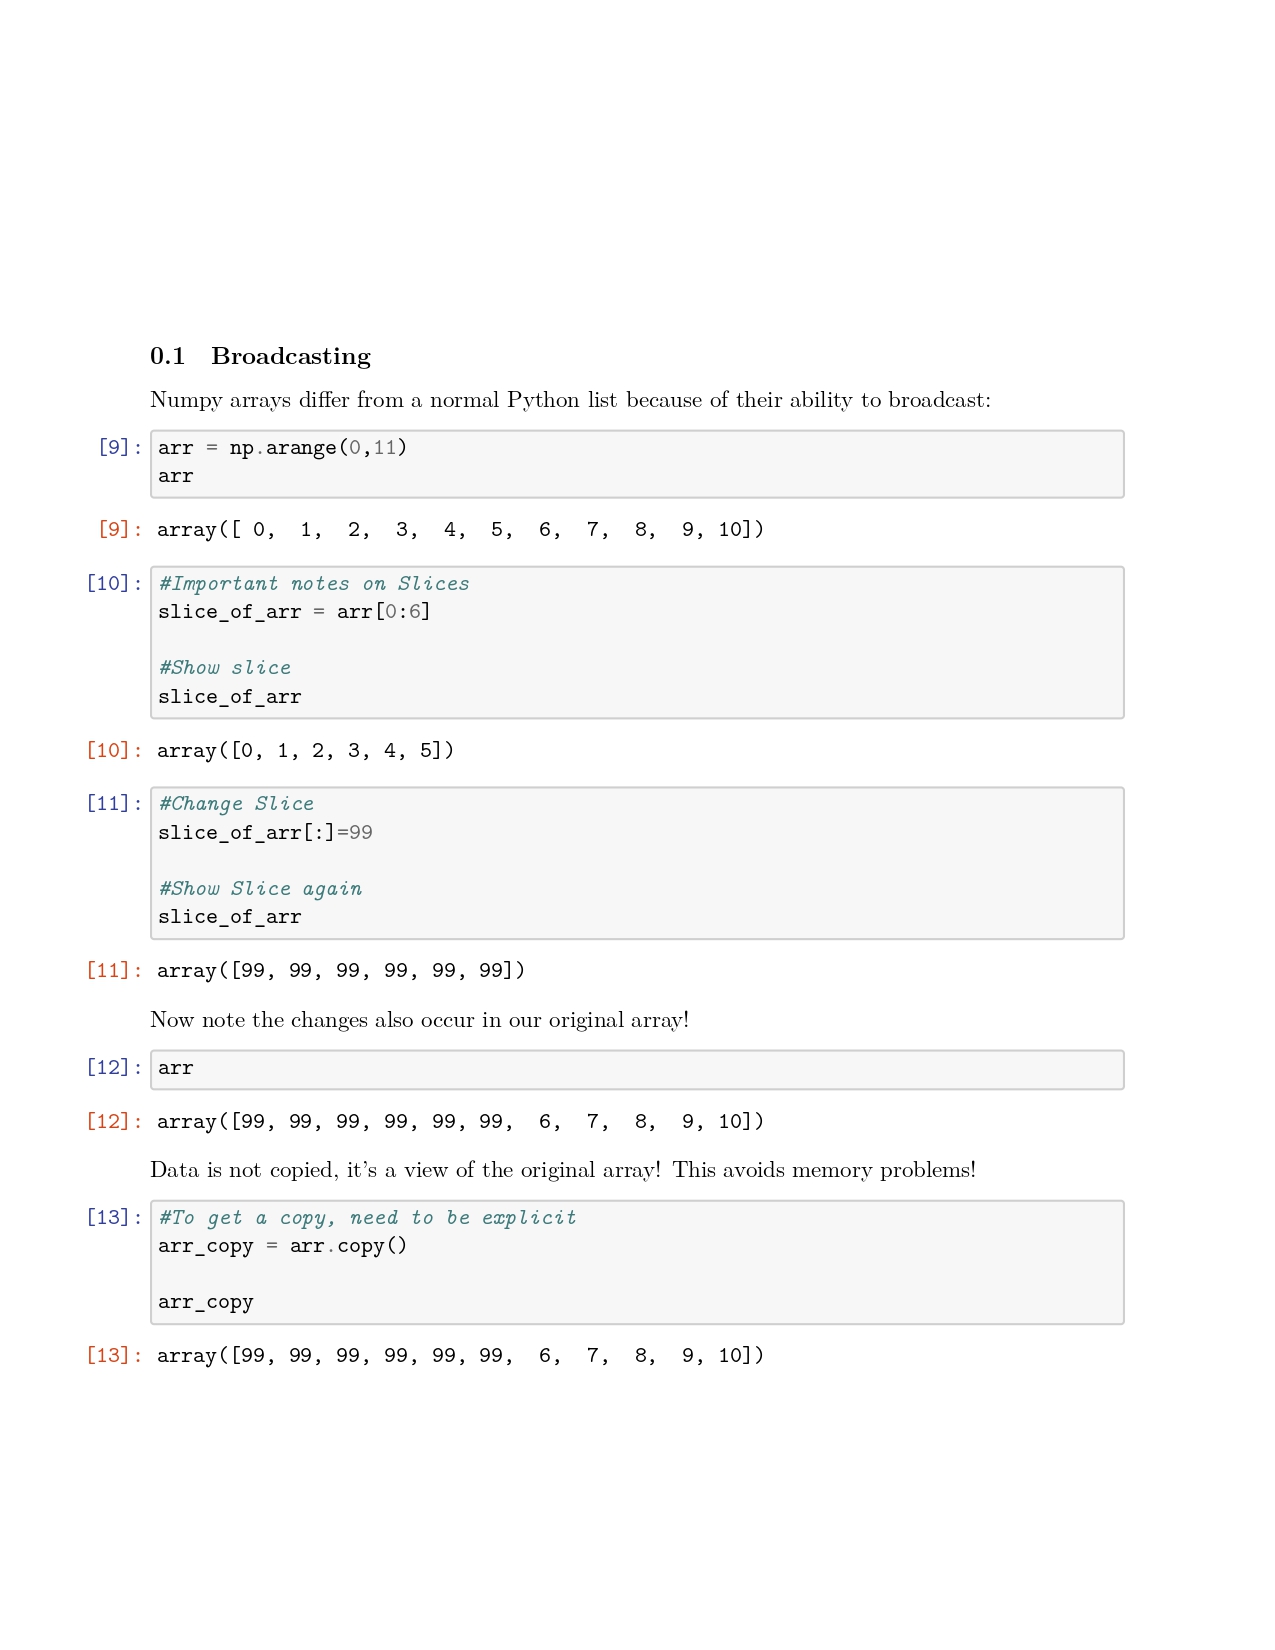 0.1 Broadcasting
Numpy arrays differ from a normal Python list because of their ability to broadcast:
[9]: arr = np.arange(0,11)
arr
[9]: array([ 0,  1,  2,  3,  4,  5,  6,  7,  8,  9, 10])
[10]: #Important notes on Slices
slice_of_arr = arr[0:6]
#Show slice
slice_of_arr
[10]: array([0, 1, 2, 3, 4, 5])
[11]: #Change Slice
slice_of_arr[:]=99
#Show Slice again
slice_of_arr
[11]: array([99, 99, 99, 99, 99, 99])
Now note the changes also occur in our original array!
[12]: arr
[12]: array([99, 99, 99, 99, 99, 99,  6,  7,  8,  9, 10])
Data is not copied, it's a view of the original array! This avoids memory problems!
[13]: #To get a copy, need to be explicit
arr_copy = arr.copy()
arr_copy
[13]: array([99, 99, 99, 99, 99, 99,  6,  7,  8,  9, 10])